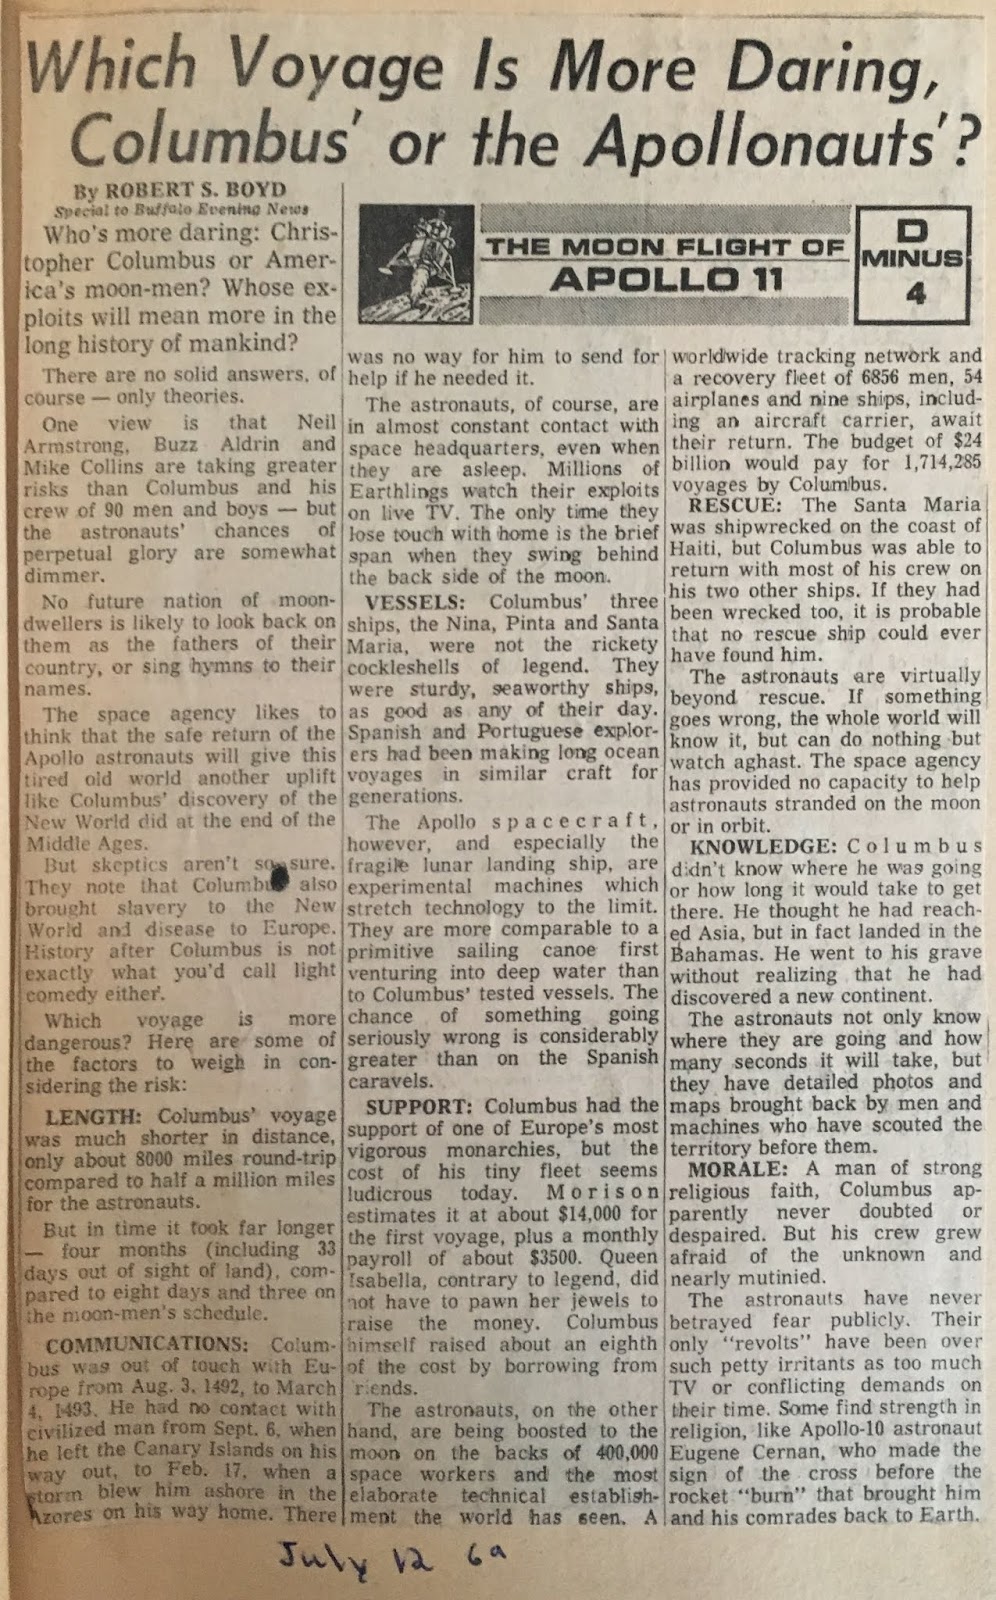 Which Voyage Is More Daring,
Columbus' or the Apollonauts'?
By ROBERT S. BOYD
Special to Buffalo Evening News
Who's more daring: Chris-
topher Columbus or Amer-
ica's moon-men? Whose ex-
ploits will mean more in the
long history of mankind?
There are no solid answers, of
course — only theories.
One view is that Neil
Armstrong, Buzz Aldrin and
Mike Collins are taking greater
risks than Columbus and his
crew of 90 men and boys — but
the astronauts' chances of
perpetual glory are somewhat
dimmer.
No future nation of moon-
dwellers is likely to look back on
them as the fathers of their
country, or sing hymns to their
names.
The space agency likes to
think that the safe return of the
Apollo astronauts will give this
tired old world another uplift
like Columbus' discovery of the
New World did at the end of the
Middle Ages.
But skeptics aren't so sure.
They note that Columbus also
brought slavery to the New
World and disease to Europe.
History after Columbus is not
exactly what you'd call light
comedy either.
Which voyage is more
dangerous? Here are some of
the factors to weigh in con-
sidering the risk:
LENGTH: Columbus' voyage
was much shorter in distance,
only about 8000 miles round-trip
compared to half a million miles
for the astronauts.
But in time it took far longer
— four months (including 33
days out of sight of land), com-
pared to eight days and three on
the moon-men's schedule.
COMMUNICATIONS: Colum-
bus was out of touch with Eu-
rope from Aug. 3, 1492, to March
4, 1493. He had no contact with
civilized man from Sept. 6, when
he left the Canary Islands on his
way out, to Feb. 17, when a
storm blew him ashore in the
Azores on his way home. There
THE MOON FLIGHT OF
APOLLO 11
D
MINUS
4
was no way for him to send for
help if he needed it.
The astronauts, of course, are
in almost constant contact with
space headquarters, even when
they are asleep. Millions of
Earthlings watch their exploits
on live TV. The only time they
lose touch with home is the brief
span when they swing behind
the back side of the moon.
VESSELS: Columbus' three
ships, the Nina, Pinta and Santa
Maria, were not the rickety
cockleshells of legend. They
were sturdy, seaworthy ships,
as good as any of their day.
Spanish and Portuguese explor-
ers had been making long ocean
voyages in similar craft for
generations.
The Apollo spacecraft,
however, and especially the
fragile lunar landing ship, are
experimental machines which
stretch technology to the limit.
They are more comparable to a
primitive sailing canoe first
venturing into deep water than
to Columbus' tested vessels. The
chance of something going
seriously wrong is considerably
greater than on the Spanish
caravels.
SUPPORT: Columbus had the
support of one of Europe's most
vigorous monarchies, but the
cost of his tiny fleet seems
ludicrous today. Morison
estimates it at about $14,000 for
the first voyage, plus a monthly
payroll of about $3500. Queen
Isabella, contrary to legend, did
not have to pawn her jewels to
raise the money. Columbus
himself raised about an eighth
of the cost by borrowing from
riends.
The astronauts, on the other
hand, are being boosted to the
moon on the backs of 400,000
space workers and the most
elaborate technical establish-
ment the world has seen. A
worldwide tracking network and
a recovery fleet of 6856 men, 54
airplanes and nine ships, includ-
ing an aircraft carrier, await
their return. The budget of $24
billion would pay for 1,714,285
voyages by Columbus.
RESCUE: The Santa Maria
was shipwrecked on the coast of
Haiti, but Columbus was able to
return with most of his crew on
his two other ships. If they had
been wrecked too, it is probable
that no rescue ship could ever
have found him.
The astronauts are virtually
beyond rescue. If something
goes wrong, the whole world will
know it, but can do nothing but
watch aghast. The space agency
has provided no capacity to help
astronauts stranded on the moon
or in orbit.
KNOWLEDGE: Columbus
didn't know where he was going
or how long it would take to get
there. He thought he had reach-
ed Asia, but in fact landed in the
Bahamas. He went to his grave
without realizing that he had
discovered a new continent.
The astronauts not only know
where they are going and how
many seconds it will take, but
they have detailed photos and
maps brought back by men and
machines who have scouted the
territory before them.
MORALE: A man of strong
religious faith, Columbus ap-
parently never doubted or
despaired. But his crew grew
afraid of the unknown and
nearly mutinied.
The astronauts have never
betrayed fear publicly. Their
only "revolts" have been over
such petty irritants as too much
TV or conflicting demands on
their time. Some find strength in
religion, like Apollo-10 astronaut
Eugene Cernan, who made the
sign of the cross before the
rocket "burn" that brought him
and his comrades back to Earth.
July 12 69